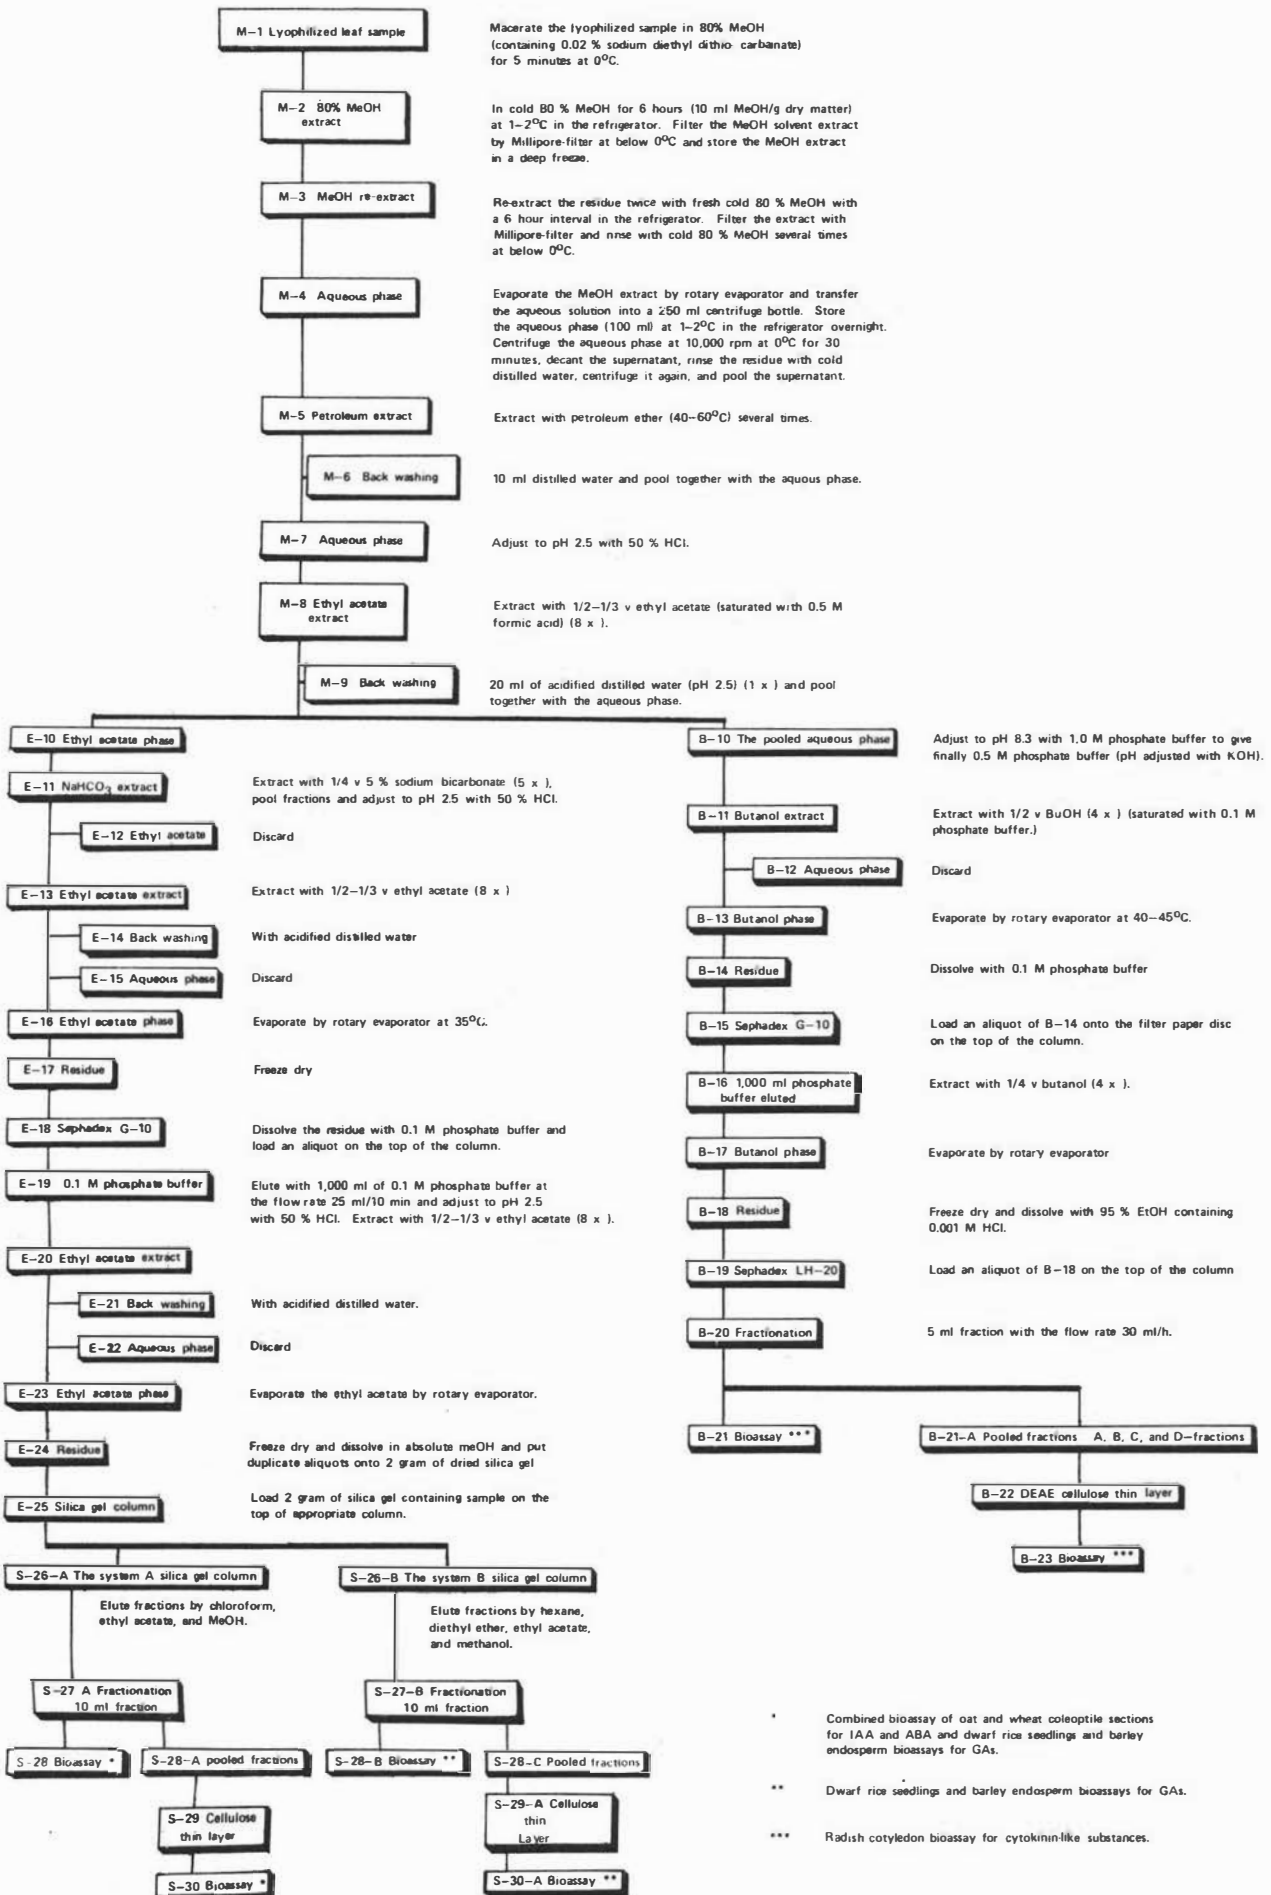 M-1 Lyophilized leaf sample
Macerate the lyophilized sample in 80% MeOH
(containing 0.02 % sodium diethyl dithio carbainate)
for 5 minutes at 0°C.
M-2 80% MeOH
extract
In cold 80 % MeOH for 6 hours (10 ml MeOH/g dry matter)
at 1-2°C in the refrigerator. Filter the MeOH solvent extract
by Millipore-filter at below 0°C and store the MeOH extract
in a deep freeze.
M-3 MeOH re-extract
Re-extract the residue twice with fresh cold 80 % MeOH with
a 6 hour interval in the refrigerator. Filter the extract with
Millipore-filter and rinse with cold 80 % MeOH several times
at below 0°C.
M-4 Aqueous phase
Evaporate the MeOH extract by rotary evaporator and transfer
the aqueous solution into a 250 ml centrifuge bottle. Store
the aqueous phase (100 ml) at 1-2°C in the refrigerator overnight.
Centrifuge the aqueous phase at 10,000 rpm at 0°C for 30
minutes, decant the supernatant, rinse the residue with cold
distilled water, centrifuge it again, and pool the supernatant.
M-5 Petroleum extract
Extract with petroleum ether (40-60°C) several times.
M-6 Back washing
10 ml distilled water and pool together with the aquous phase.
M-7 Aqueous phase
Adjust to pH 2.5 with 50 % HCl.
M-8 Ethyl acetate
extract
Extract with 1/2-1/3 v ethyl acetate (saturated with 0.5 M
formic acid) (8 x ).
M-9 Back washing
20 ml of acidified distilled water (pH 2.5) (1 x ) and pool
together with the aqueous phase.
E-10 Ethyl acetate phase
E-11 NaHCO3 extract
Extract with 1/4 v 5 % sodium bicarbonate (5 x ),
pool fractions and adjust to pH 2.5 with 50 % HCl.
E-12 Ethyl acetate
Discard
E-13 Ethyl acetate extract
Extract with 1/2-1/3 v ethyl acetate (8 x )
E-14 Back washing
With acidified distilled water
E-15 Aqueous phase
Discard
E-16 Ethyl acetate phase
Evaporate by rotary evaporator at 35°C.
E-17 Residue
Freeze dry
E-18 Sephadex G-10
Dissolve the residue with 0.1 M phosphate buffer and
load an aliquot on the top of the column.
E-19 0.1 M phosphate buffer
Elute with 1,000 ml of 0.1 M phosphate buffer at
the flow rate 25 ml/10 min and adjust to pH 2.5
with 50 % HCl. Extract with 1/2-1/3 v ethyl acetate (8 x ).
E-20 Ethyl acetate extract
E-21 Back washing
With acidified distilled water.
E-22 Aqueous phase
Discard
E-23 Ethyl acetate phase
Evaporate the ethyl acetate by rotary evaporator.
E-24 Residue
Freeze dry and dissolve in absolute meOH and put
duplicate aliquots onto 2 gram of dried silica gel
E-25 Silica gel column
Load 2 gram of silica gel containing sample on the
top of appropriate column.
B-10 The pooled aqueous phase
Adjust to pH 8.3 with 1.0 M phosphate buffer to give
finally 0.5 M phosphate buffer (pH adjusted with KOH).
B-11 Butanol extract
Extract with 1/2 v BuOH (4 x ) (saturated with 0.1 M
phosphate buffer.)
B-12 Aqueous phase
Discard
B-13 Butanol phase
Evaporate by rotary evaporator at 40-45°C.
B-14 Residue
Dissolve with 0.1 M phosphate buffer
B-15 Sephadex G-10
Load an aliquot of B-14 onto the filter paper disc
on the top of the column.
B-16 1,000 ml phosphate
buffer eluted
Extract with 1/4 v butanol (4 x ).
B-17 Butanol phase
Evaporate by rotary evaporator
B-18 Residue
Freeze dry and dissolve with 95 % EtOH containing
0.001 M HCl.
B-19 Sephadex LH-20
Load an aliquot of B-18 on the top of the column
B-20 Fractionation
5 ml fraction with the flow rate 30 ml/h.
B-21 Bioassay ***
B-21-A Pooled fractions A, B, C, and D-fractions
B-22 DEAE cellulose thin layer
B-23 Bioassay ***
S-26-A The system A silica gel column
Elute fractions by chloroform,
ethyl acetate, and MeOH.
S-26-B The system B silica gel column
Elute fractions by hexane,
diethyl ether, ethyl acetate,
and methanol.
S-27 A Fractionation
10 ml fraction
S-27-B Fractionation
10 ml fraction
S-28 Bioassay *
S-28-A pooled fractions
S-28-B Bioassay **
S-28-C Pooled fractions
S-29 Cellulose
thin layer
S-29-A Cellulose
thin
Layer
S-30 Bioassay *
S-30-A Bioassay **
* Combined bioassay of oat and wheat coleoptile sections
for IAA and ABA and dwarf rice seedlings and barley
endosperm bioassays for GAs.
** Dwarf rice seedlings and barley endosperm bioassays for GAs.
*** Radish cotyledon bioassay for cytokinin-like substances.